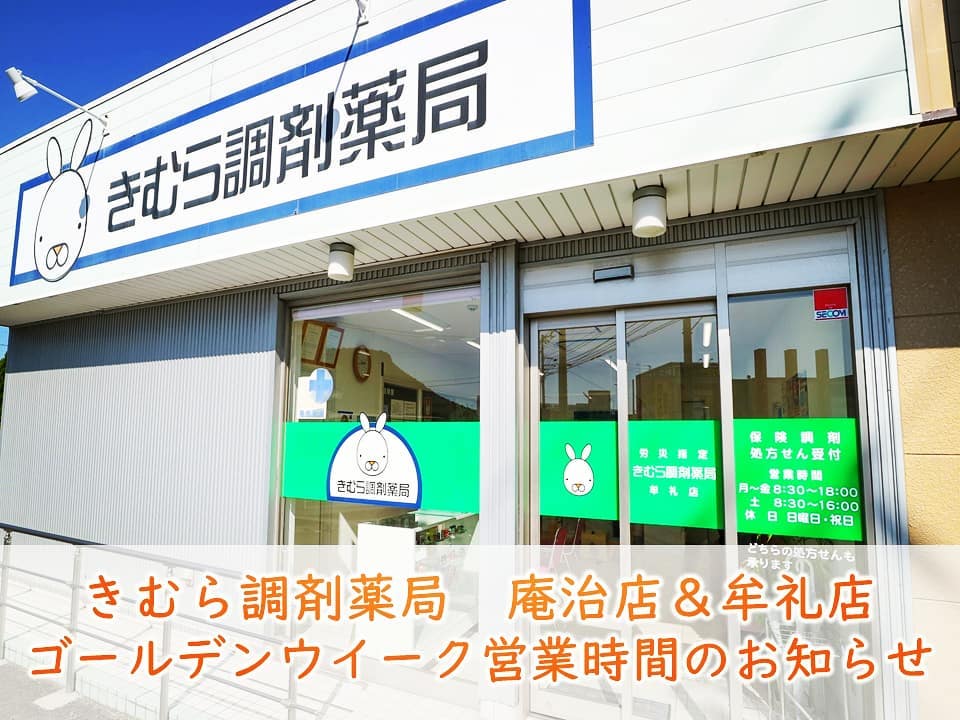 きむら調剤薬局
SECOM
きむら調剤薬局
労災指定
きむら調剤薬局
牟礼店
保険調剤
処方せん受付
営業時間
月〜金 8:30〜18:00
土 8:30〜16:00
休日 日曜日・祝日
どちらの処方せんも
承ります
きむら調剤薬局 庵治店＆牟礼店
ゴールデンウイーク営業時間のお知らせ